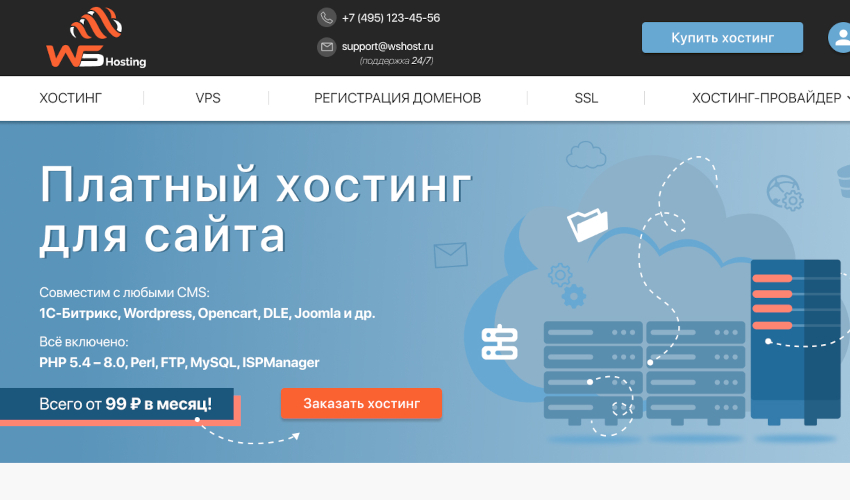 WS Hosting
+7 (495) 123-45-56
support@wshost.ru
(поддержка 24/7)
Купить хостинг
ХОСТИНГ
VPS
РЕГИСТРАЦИЯ ДОМЕНОВ
SSL
ХОСТИНГ-ПРОВАЙДЕР
Платный хостинг
для сайта
Совместим с любыми CMS:
1С-Битрикс, Wordpress, Opencart, DLE, Joomla и др.
Всё включено:
PHP 5.4 – 8.0, Perl, FTP, MySQL, ISPManager
Всего от 99 ₽ в месяц!
Заказать хостинг